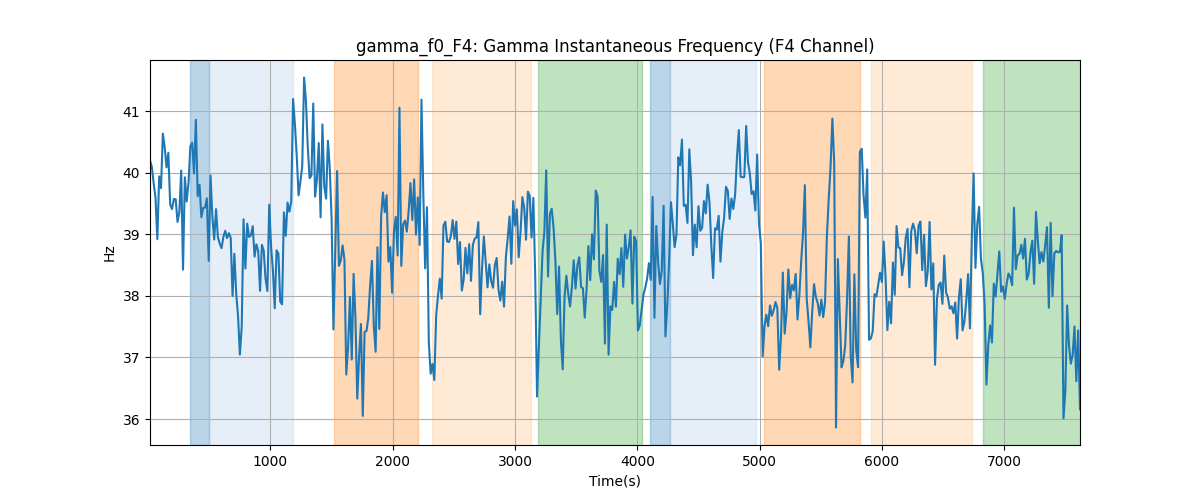 gamma_f0_F4: Gamma Instantaneous Frequency (F4 Channel)
Hz
41
40
39
38
37
36
1000 2000 3000 4000 5000 6000 7000
Time(s)